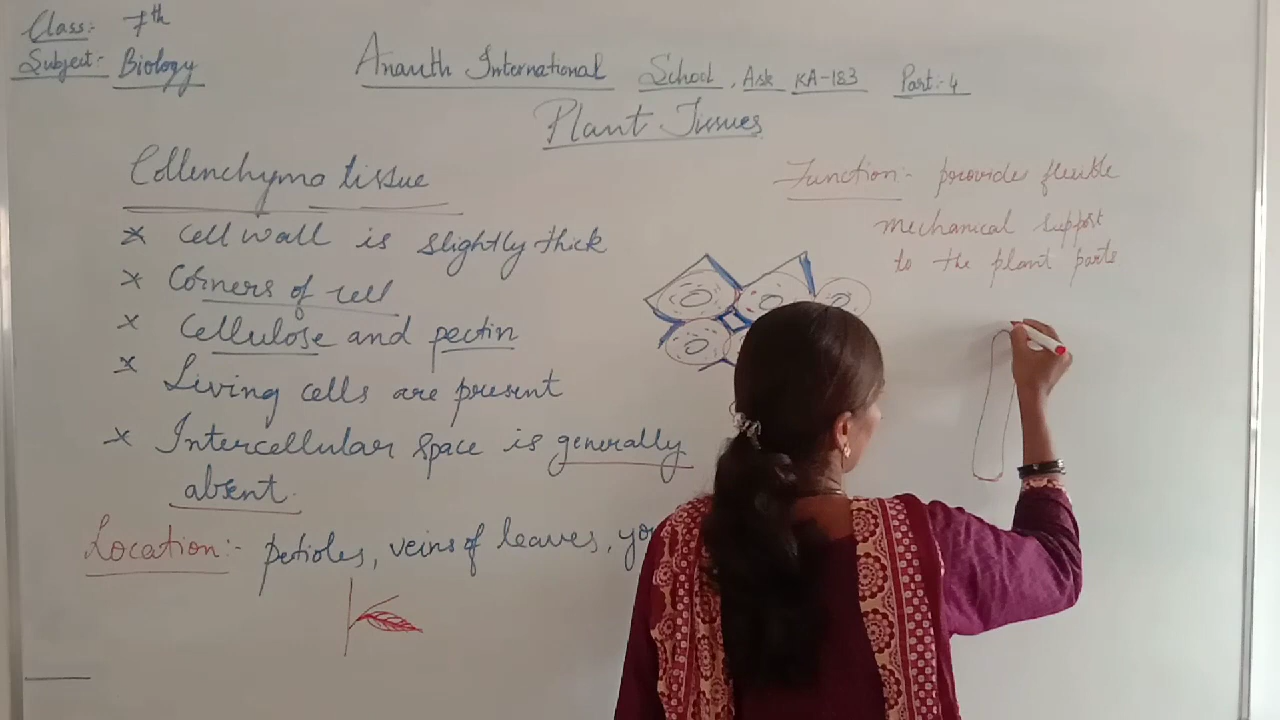 Class:- 7th
Subject:- Biology
Ananth International School, Ask KA-183 Part:-4
Plant Tissues
Collenchyma tissue
* Cell wall is slightly thick
* Corners of cell
* Cellulose and pectin
* Living cells are present
* Intercellular space is generally
absent.
Location:- petioles, veins of leaves,
Function:- provides flexible
mechanical support
to the plant parts